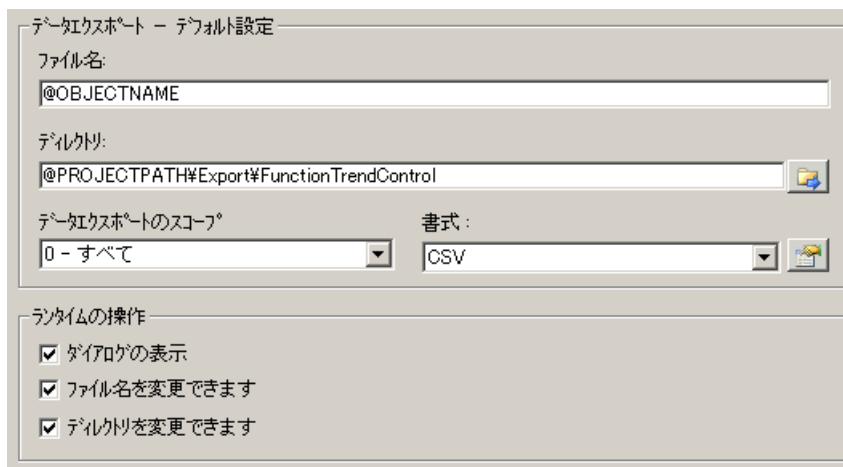 ﾃﾞｰﾀｴｸｽﾎﾟｰﾄ － ﾃﾞﾌｫﾙﾄ設定
ﾌｧｲﾙ名:
@OBJECTNAME
ﾃﾞｨﾚｸﾄﾘ:
@PROJECTPATH¥Export¥FunctionTrendControl
ﾃﾞｰﾀｴｸｽﾎﾟｰﾄのｽｺｰﾌﾟ 書式：
0 - すべて CSV
ﾗﾝﾀｲﾑの操作
ﾀﾞｲｱﾛｸﾞの表示
ﾌｧｲﾙ名を変更できます
ﾃﾞｨﾚｸﾄﾘを変更できます